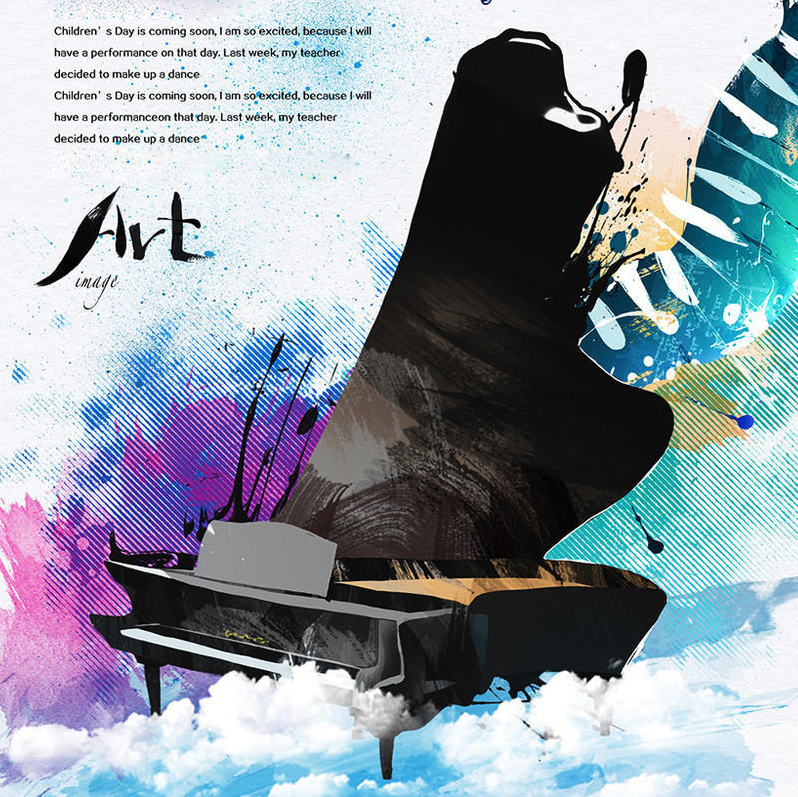 Children’s Day is coming soon, I am so excited, because I will
have a performance on that day. Last week, my teacher
decided to make up a dance
Children’s Day is coming soon, I am so excited, because I will
have a performanceon that day. Last week, my teacher
decided to make up a dance
Art
image